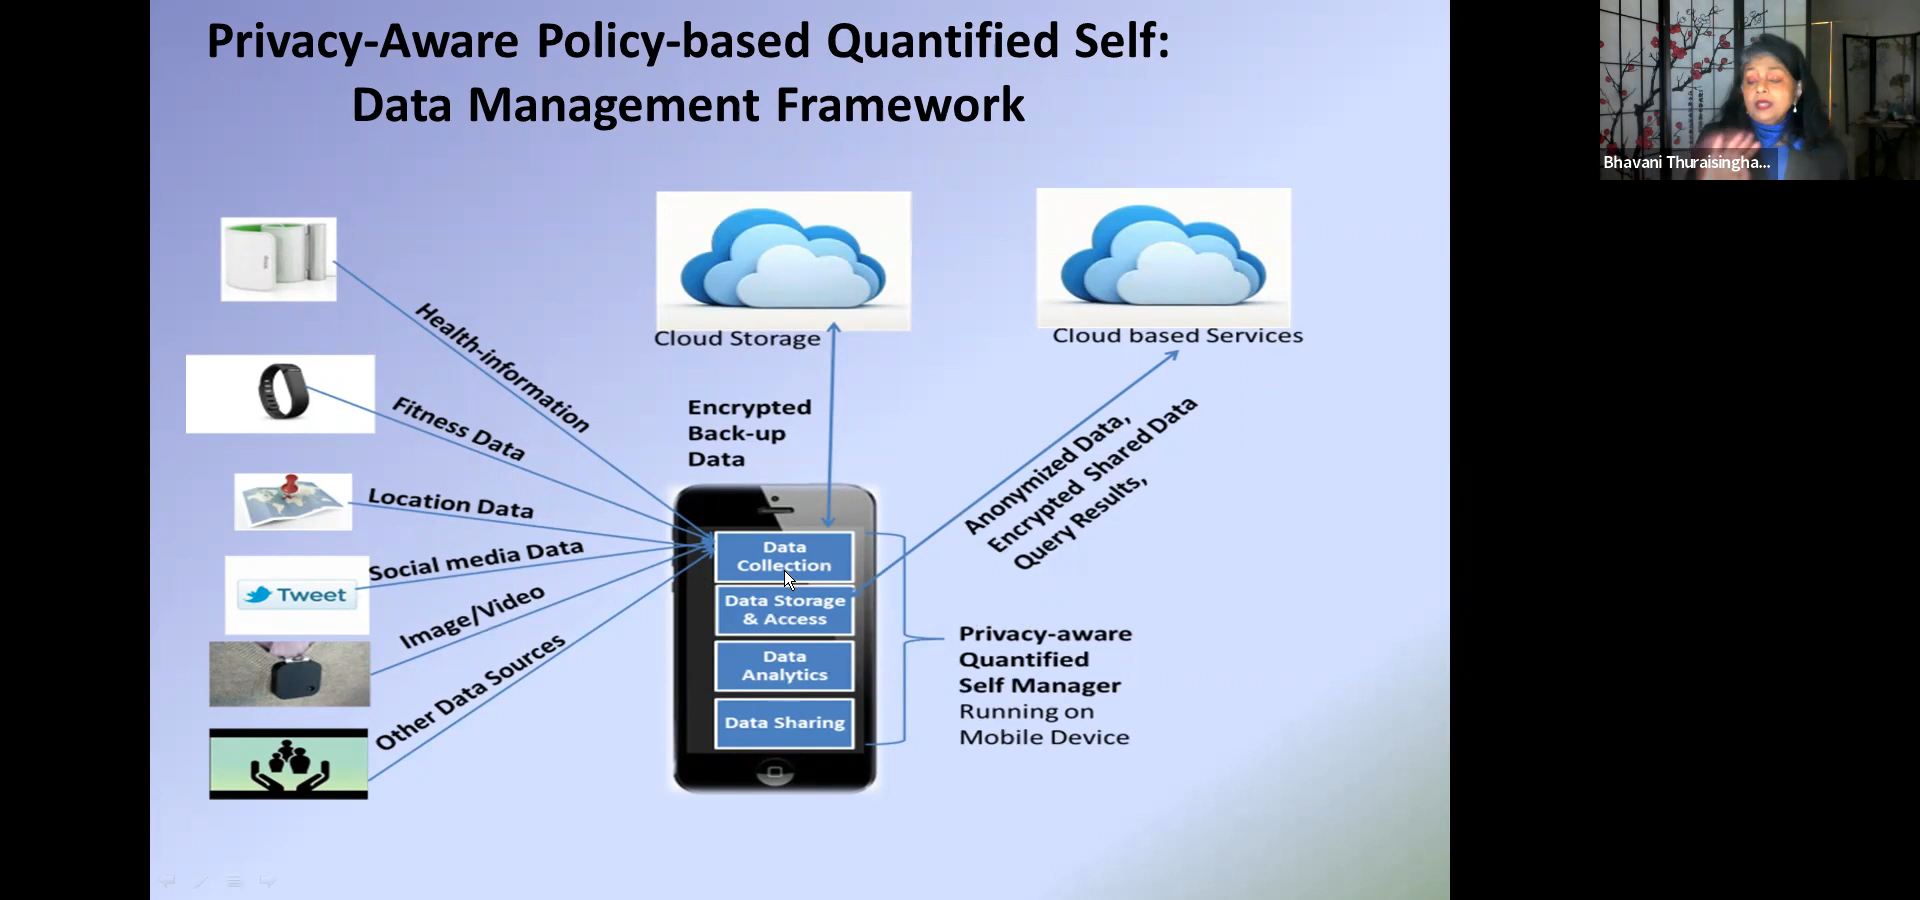 Privacy-Aware Policy-based Quantified Self:
Data Management Framework
Bhavani Thuraisingha...
Cloud Storage
Cloud based Services
Health-information
Fitness Data
Location Data
Social media Data
Tweet
Image/Video
Other Data Sources
Encrypted
Back-up
Data
Anonymized Data,
Encrypted Shared Data
Query Results,
Data
Collection
Data Storage
& Access
Data
Analytics
Data Sharing
Privacy-aware
Quantified
Self Manager
Running on
Mobile Device